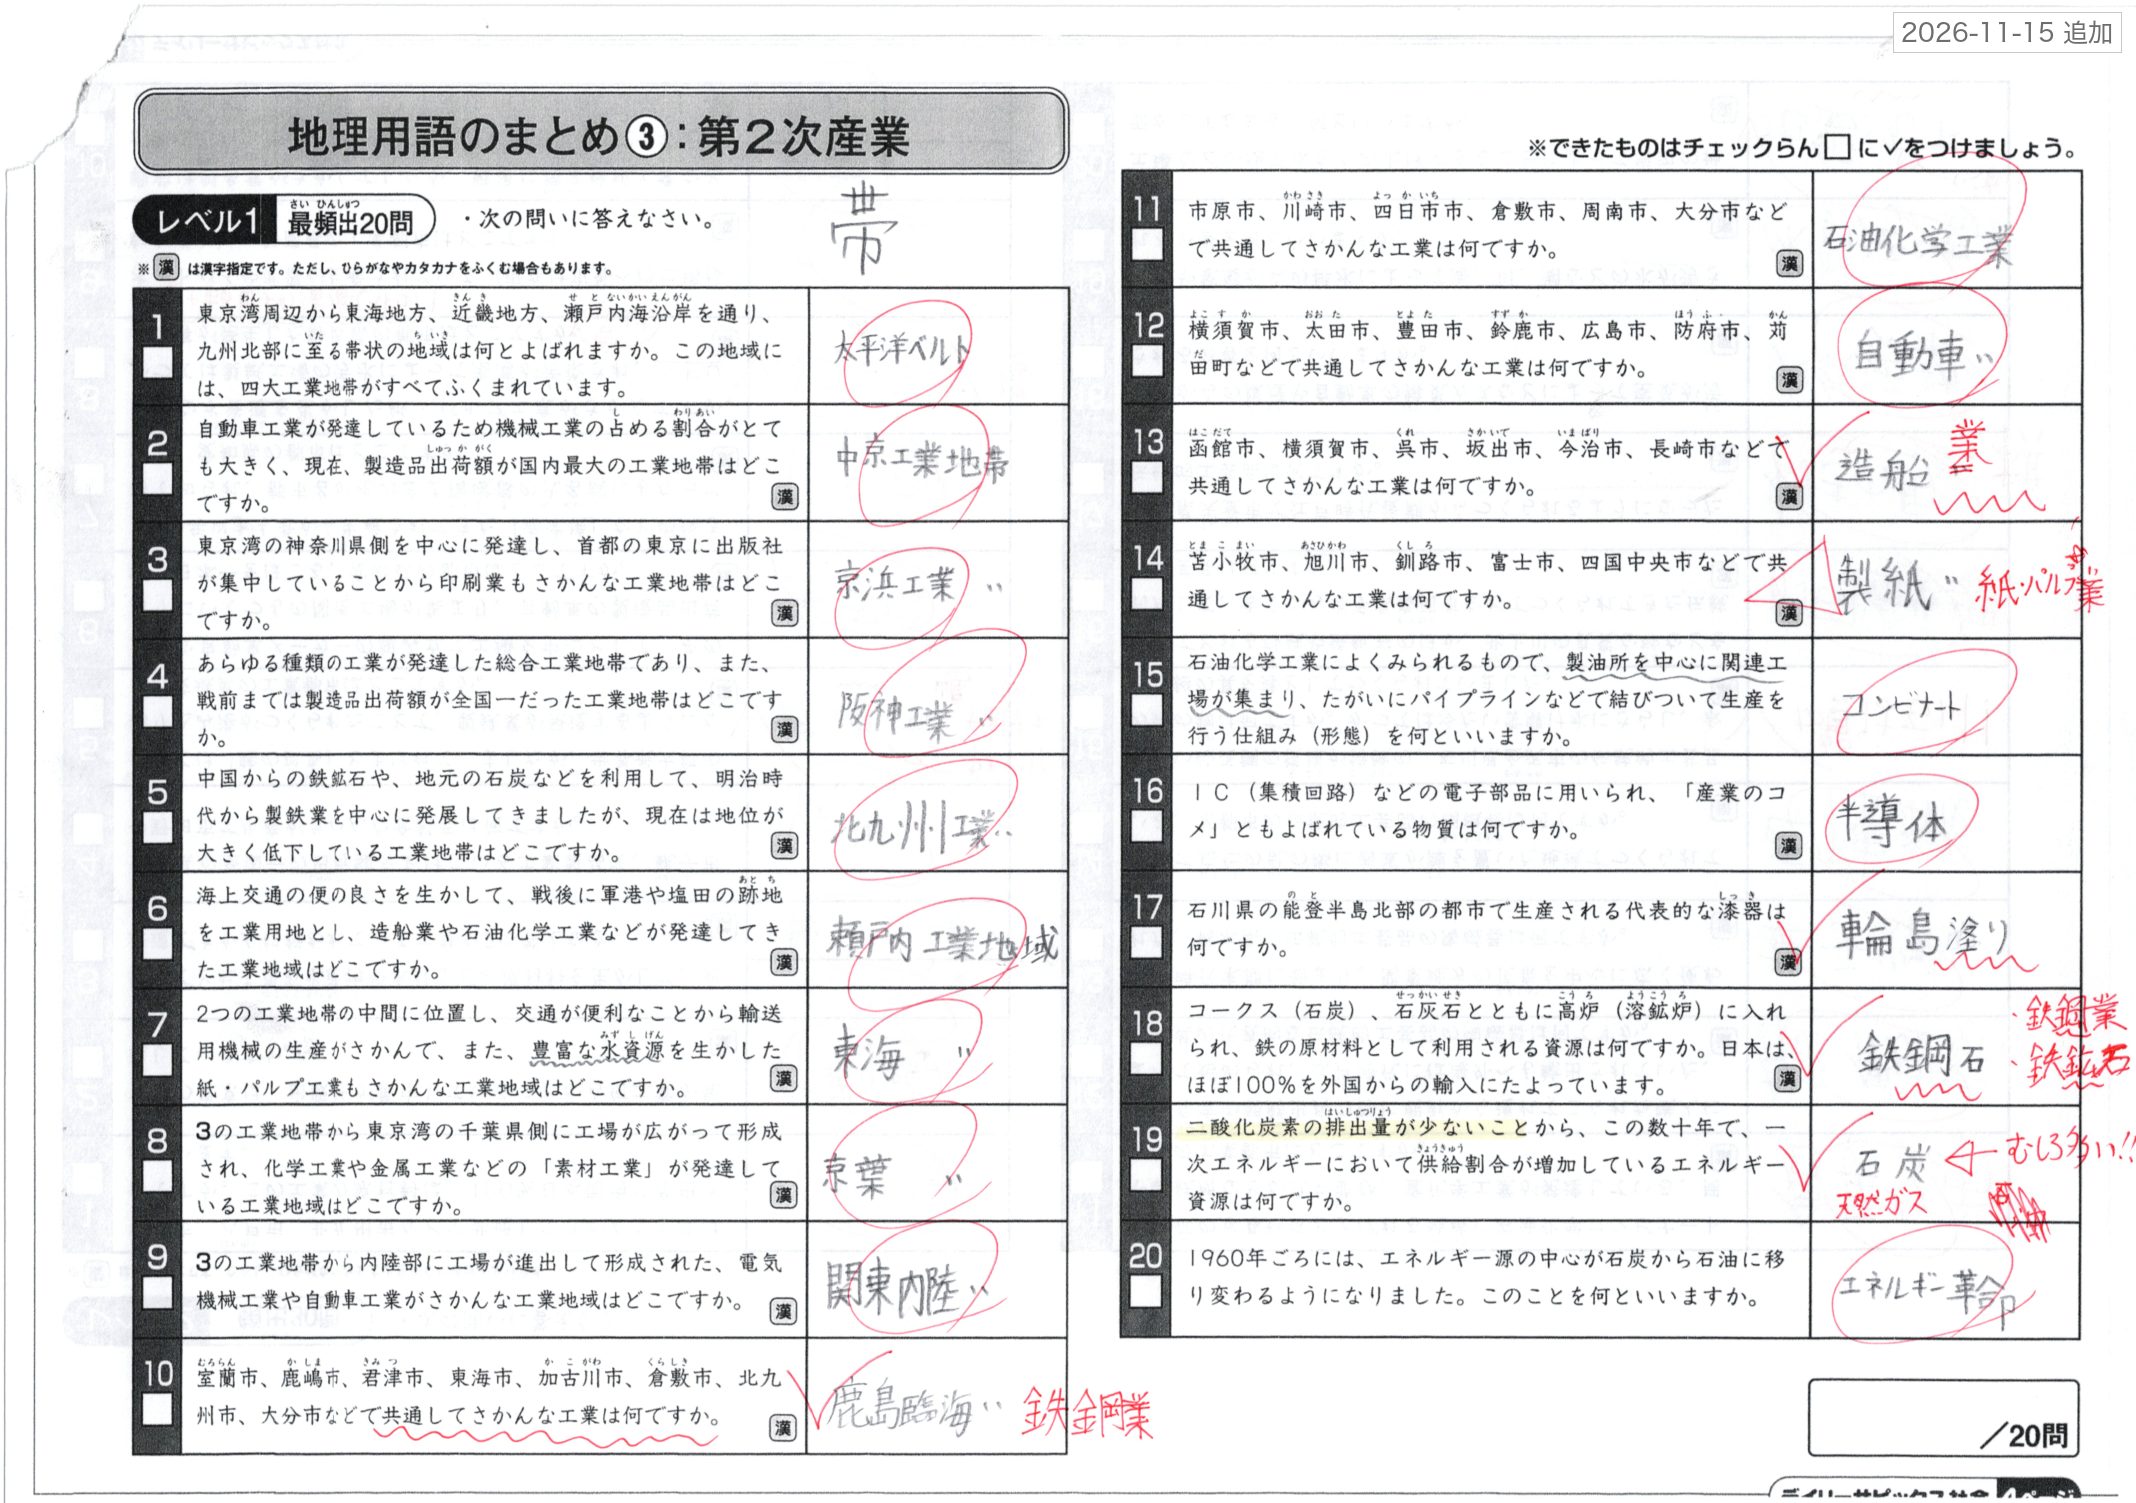 2026-11-15 追加
地理用語のまとめ③：第２次産業
※できたものはチェックらん□に✓をつけましょう。
レベル1 最頻出20問 ・次の問いに答えなさい。
さい ひんしゅつ
帯
※漢は漢字指定です。ただし、ひらがなやカタカナをふくむ場合もあります。
1
東京湾周辺から東海地方、近畿地方、瀬戸内海沿岸を通り、
九州北部に至る帯状の地域は何とよばれますか。この地域に
は、四大工業地帯がすべてふくまれています。
太平洋ベルト
2
自動車工業が発達しているため機械工業の占める割合がとて
も大きく、現在、製造品出荷額が国内最大の工業地帯はどこ
ですか。 漢
中京工業地帯
3
東京湾の神奈川県側を中心に発達し、首都の東京に出版社
が集中していることから印刷業もさかんな工業地帯はどこ
ですか。 漢
京浜工業 〃
4
あらゆる種類の工業が発達した総合工業地帯であり、また、
戦前までは製造品出荷額が全国一だった工業地帯はどこです
か。 漢
阪神工業 〃
5
中国からの鉄鉱石や、地元の石炭などを利用して、明治時
代から製鉄業を中心に発展してきましたが、現在は地位が
大きく低下している工業地帯はどこですか。 漢
北九州工業〃
6
海上交通の便の良さを生かして、戦後に軍港や塩田の跡地
を工業用地とし、造船業や石油化学工業などが発達してき
た工業地域はどこですか。 漢
瀬戸内工業地域
7
2つの工業地帯の中間に位置し、交通が便利なことから輸送
用機械の生産がさかんで、また、豊富な水資源を生かした
紙・パルプ工業もさかんな工業地域はどこですか。 漢
東海 〃
8
3の工業地帯から東京湾の千葉県側に工場が広がって形成
され、化学工業や金属工業などの「素材工業」が発達して
いる工業地域はどこですか。 漢
京葉 〃
9
3の工業地帯から内陸部に工場が進出して形成された、電気
機械工業や自動車工業がさかんな工業地域はどこですか。 漢
関東内陸〃
10
室蘭市、鹿嶋市、君津市、東海市、加古川市、倉敷市、北九
州市、大分市などで共通してさかんな工業は何ですか。 漢
鹿島臨海〃 鉄鋼業
11
市原市、川崎市、四日市市、倉敷市、周南市、大分市など
で共通してさかんな工業は何ですか。 漢
石油化学工業
12
横須賀市、太田市、豊田市、鈴鹿市、広島市、防府市、苅
田町などで共通してさかんな工業は何ですか。 漢
自動車〃
13
函館市、横須賀市、呉市、坂出市、今治市、長崎市などで
共通してさかんな工業は何ですか。 漢
造船 業
14
苫小牧市、旭川市、釧路市、富士市、四国中央市などで共
通してさかんな工業は何ですか。 漢
製紙〃 紙・パルプ業
15
石油化学工業によくみられるもので、製油所を中心に関連工
場が集まり、たがいにパイプラインなどで結びついて生産を
行う仕組み（形態）を何といいますか。
コンビナート
16
ＩＣ（集積回路）などの電子部品に用いられ、「産業のコ
メ」ともよばれている物質は何ですか。 漢
半導体
17
石川県の能登半島北部の都市で生産される代表的な漆器は
何ですか。 漢
輪島塗り
18
コークス（石炭）、石灰石とともに高炉（溶鉱炉）に入れ
られ、鉄の原材料として利用される資源は何ですか。日本は、
ほぼ100％を外国からの輸入にたよっています。 漢
鉄鋼石
・鉄鋼業
・鉄鉱石
19
二酸化炭素の排出量が少ないことから、この数十年で、一
次エネルギーにおいて供給割合が増加しているエネルギー
資源は何ですか。
石炭 ← むしろ多い!!
天然ガス
20
1960年ごろには、エネルギー源の中心が石炭から石油に移
り変わるようになりました。このことを何といいますか。
エネルギー革命
／20問
デイリーサピックス社会 4ページ